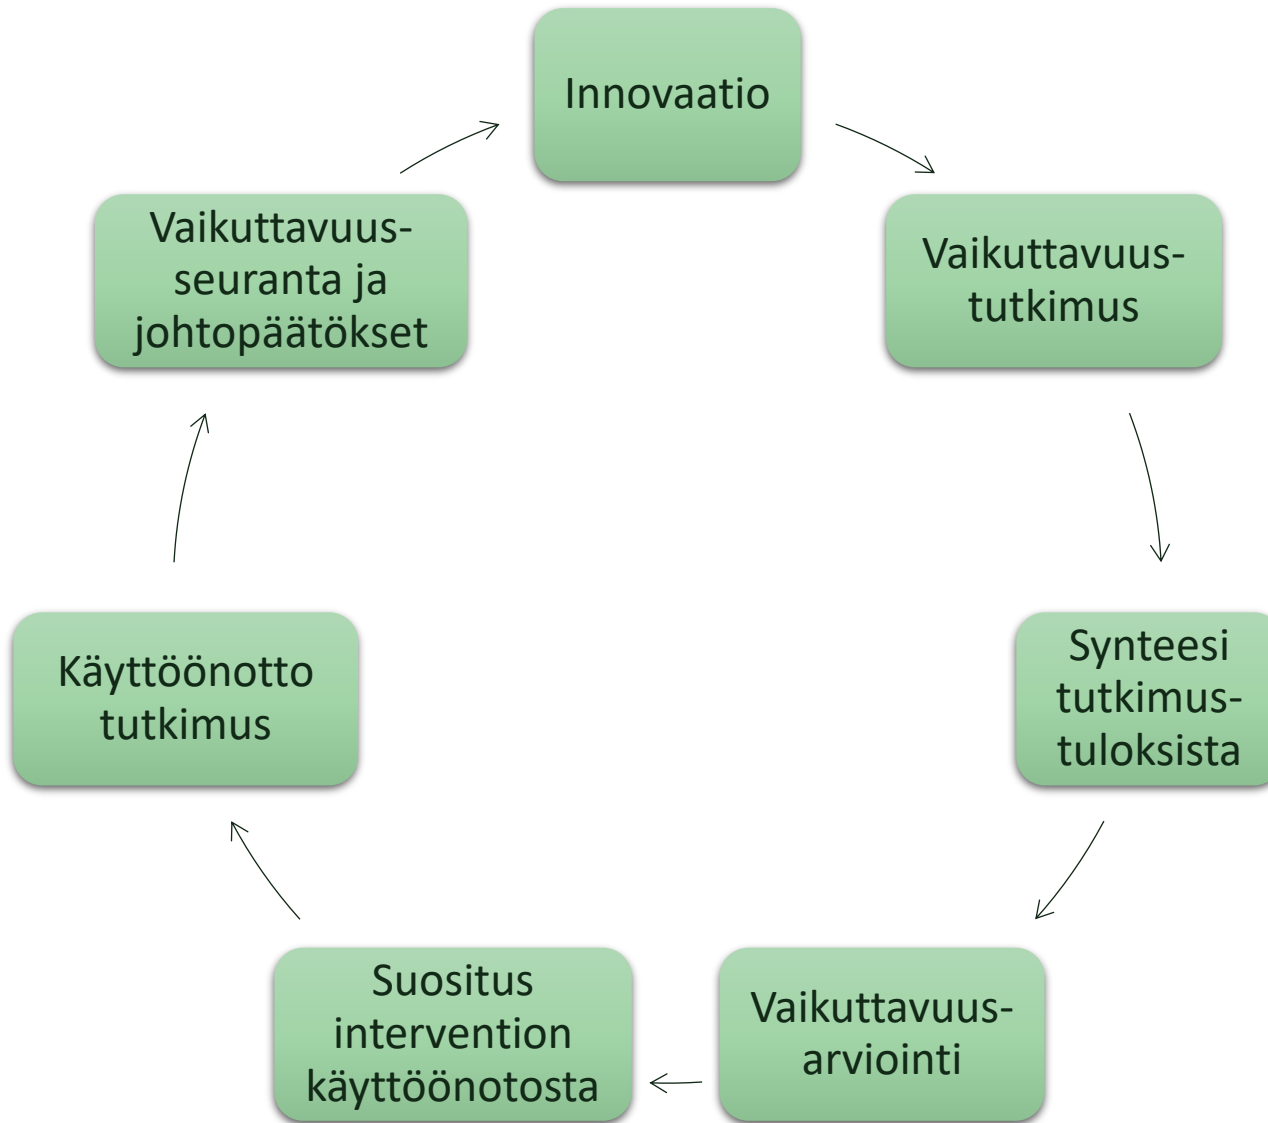 Innovaatio
Vaikuttavuus-
tutkimus
Synteesi
tutkimus-
tuloksista
Vaikuttavuus-
arviointi
Suositus
intervention
käyttöönotosta
Käyttöönotto
tutkimus
Vaikuttavuus-
seuranta ja
johtopäätökset